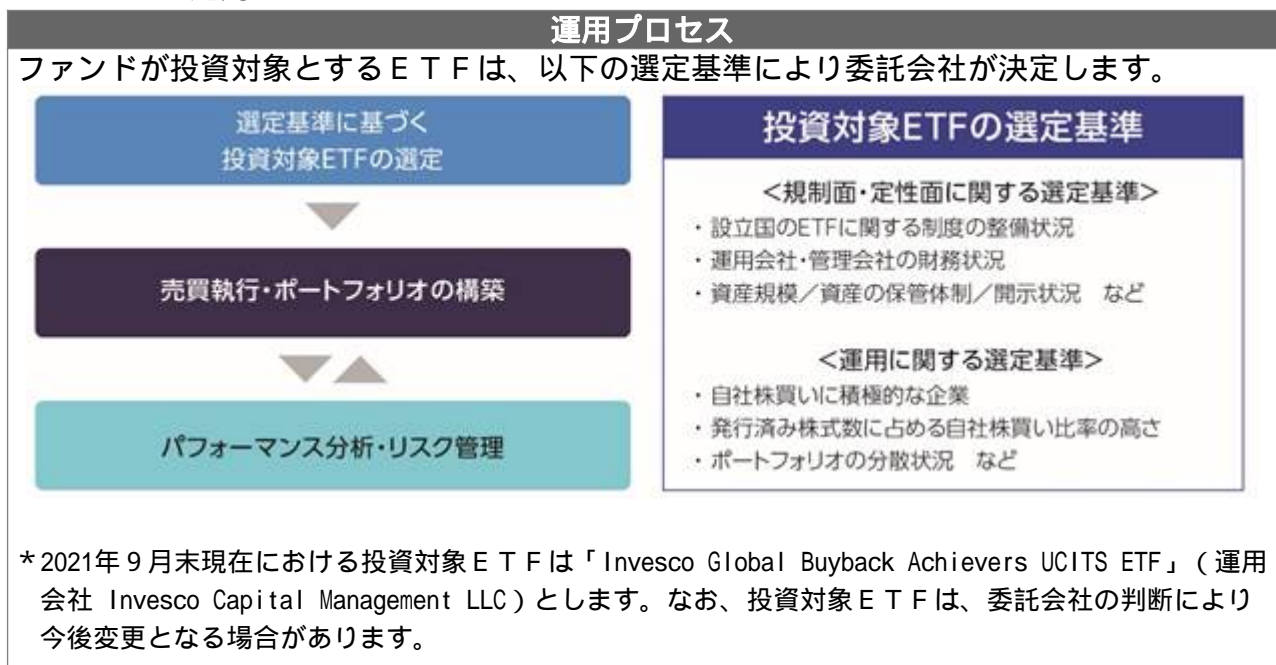 運用プロセス
ファンドが投資対象とするＥＴＦは、以下の選定基準により委託会社が決定します。
選定基準に基づく
投資対象ETFの選定
売買執行・ポートフォリオの構築
パフォーマンス分析・リスク管理
投資対象ETFの選定基準
＜規制面・定性面に関する選定基準＞
・設立国のETFに関する制度の整備状況
・運用会社・管理会社の財務状況
・資産規模／資産の保管体制／開示状況　など
＜運用に関する選定基準＞
・自社株買いに積極的な企業
・発行済み株式数に占める自社株買い比率の高さ
・ポートフォリオの分散状況　など
＊2021年９月末現在における投資対象ＥＴＦは「Invesco Global Buyback Achievers UCITS ETF」（運用
会社 Invesco Capital Management LLC）とします。なお、投資対象ＥＴＦは、委託会社の判断により
今後変更となる場合があります。